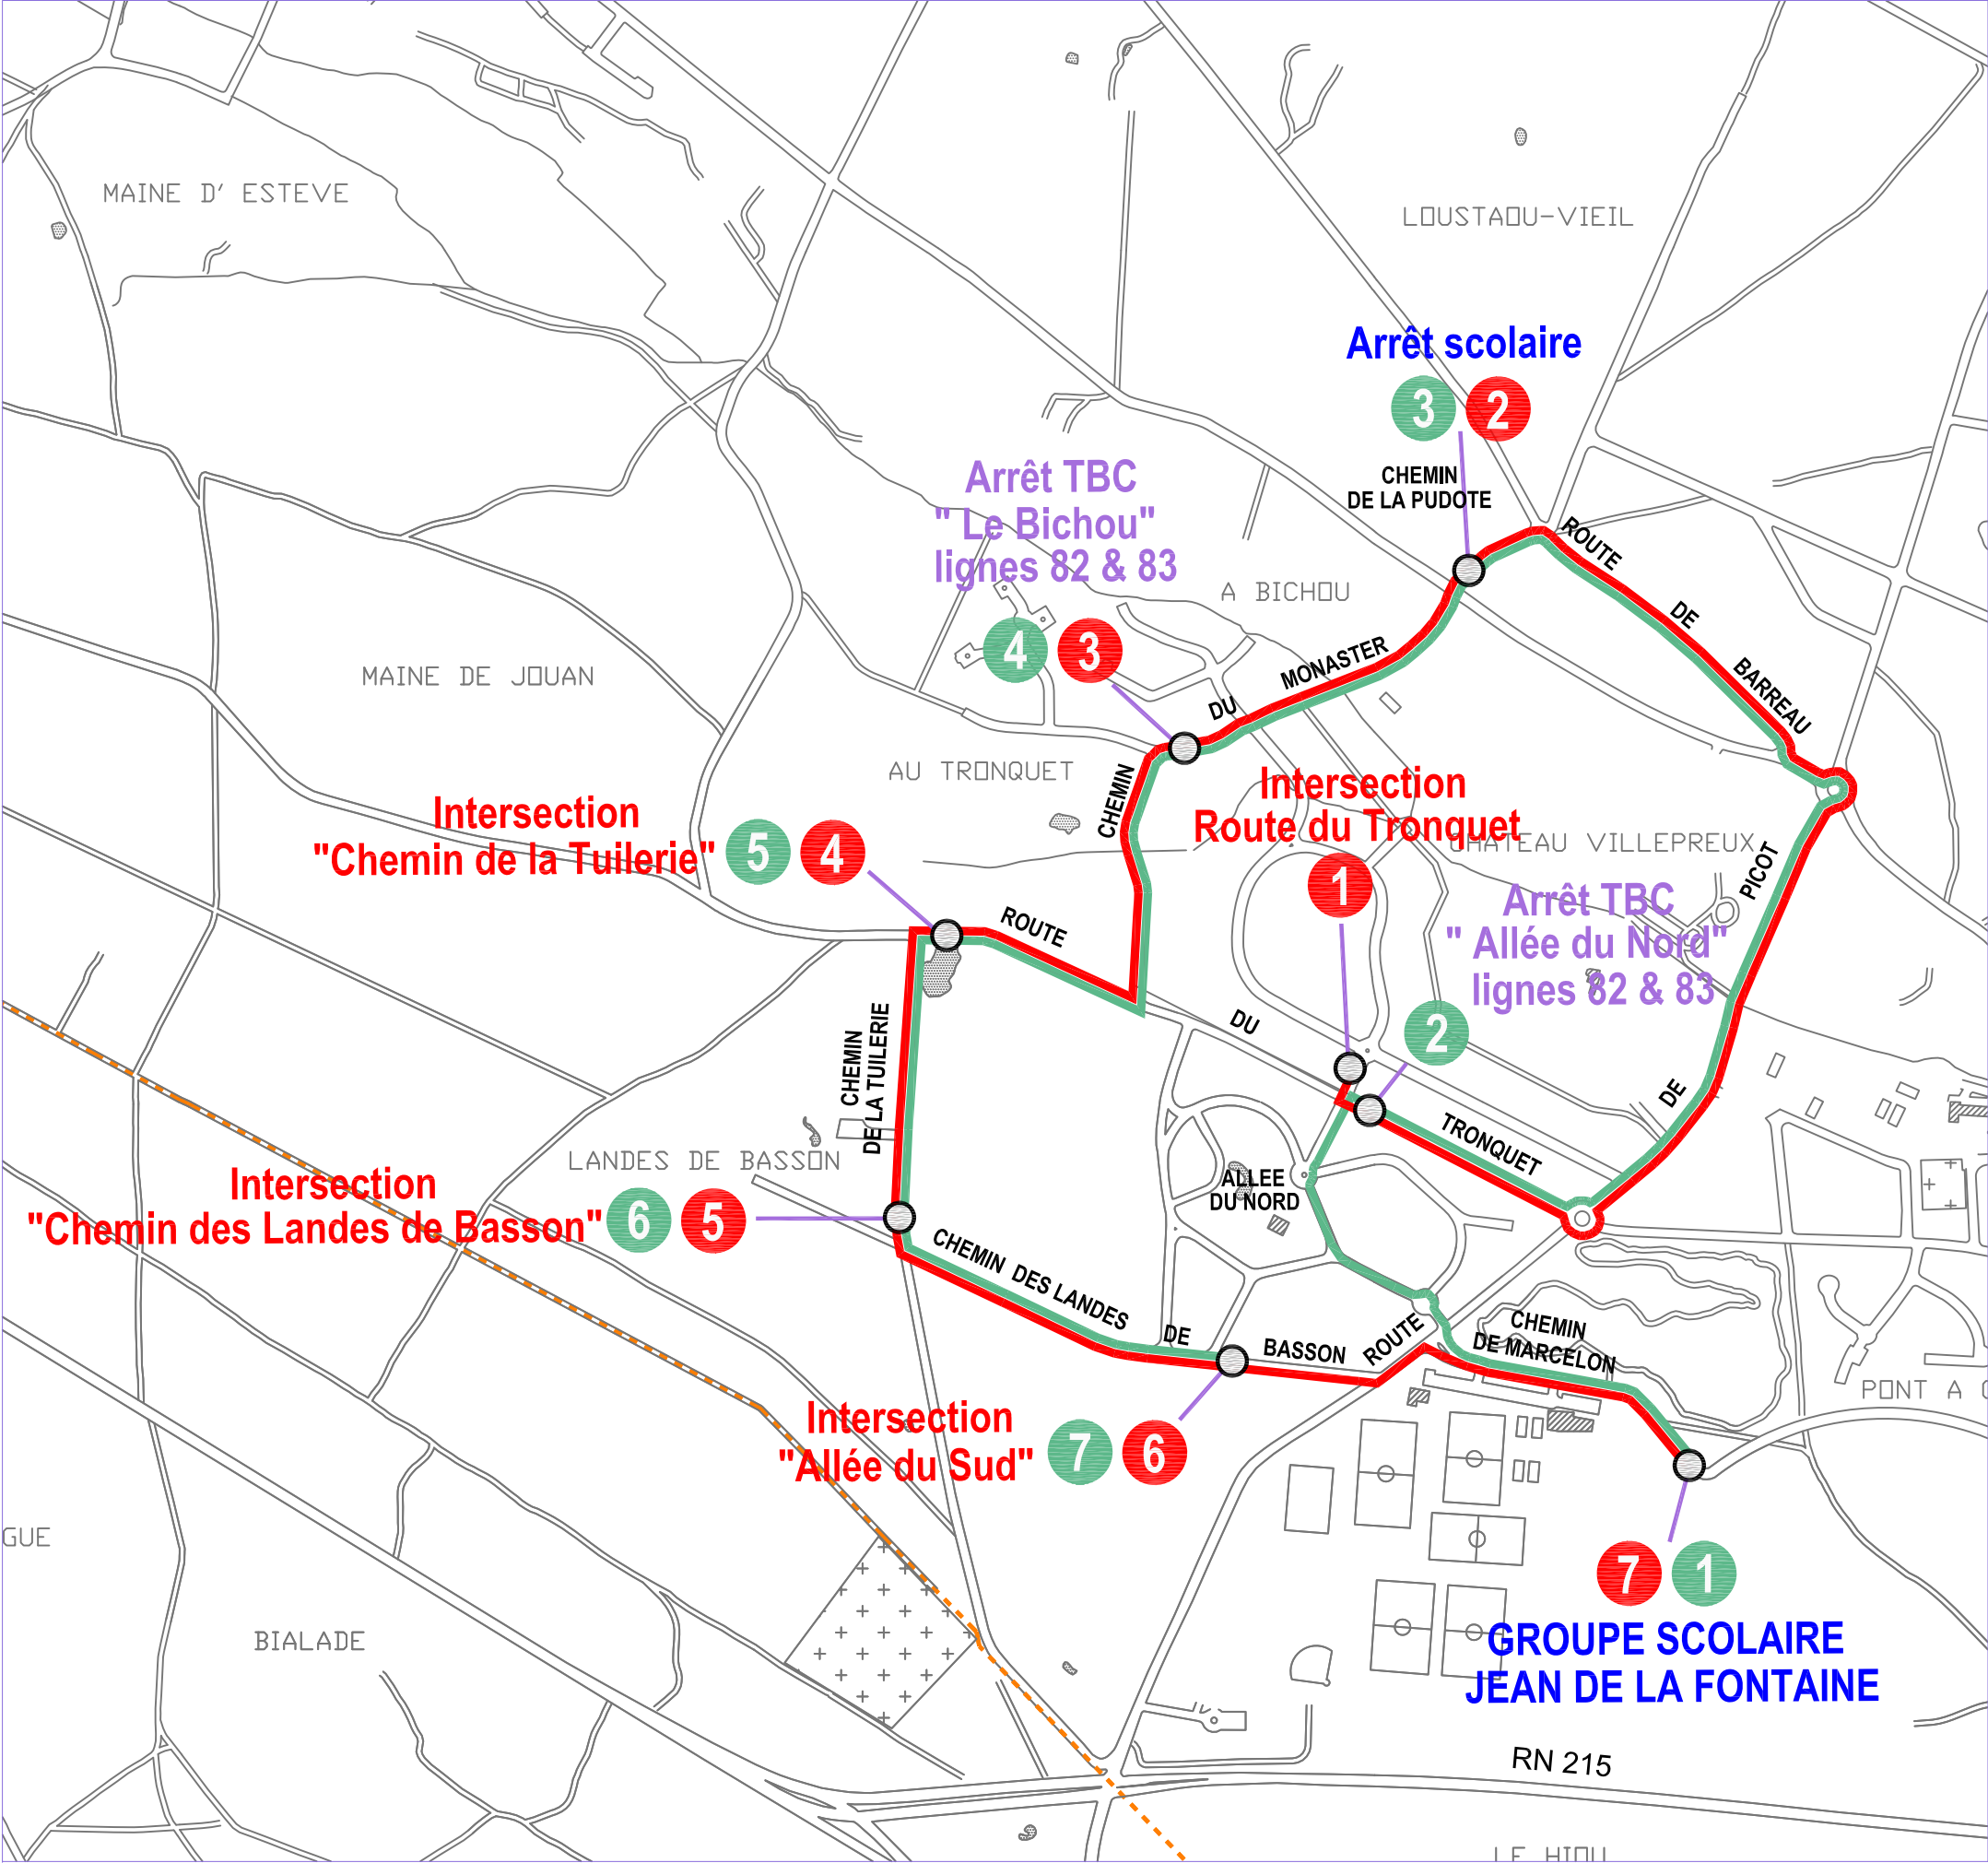 MAINE D' ESTEVE
LOUSTAOU-VIEIL
Arrêt scolaire
3 2
CHEMIN
DE LA PUDOTE
Arrêt TBC
" Le Bichou"
lignes 82 & 83
4 3
A BICHOU
ROUTE
DE
BARREAU
MONASTER
DU
CHEMIN
MAINE DE JOUAN
AU TRONQUET
Intersection
Route du Tronquet
1
CHATEAU VILLEPREUX
Intersection
"Chemin de la Tuilerie"
5 4
Arrêt TBC
" Allée du Nord"
lignes 82 & 83
2
PICOT
DE
ROUTE
DU
TRONQUET
CHEMIN
DE LA TUILERIE
LANDES DE BASSON
ALLEE
DU NORD
Intersection
"Chemin des Landes de Basson"
6 5
CHEMIN DES LANDES
DE
BASSON
ROUTE
CHEMIN
DE MARCELON
PONT A
Intersection
"Allée du Sud"
7 6
GUE
BIALADE
7 1
GROUPE SCOLAIRE
JEAN DE LA FONTAINE
RN 215
LE HIOU